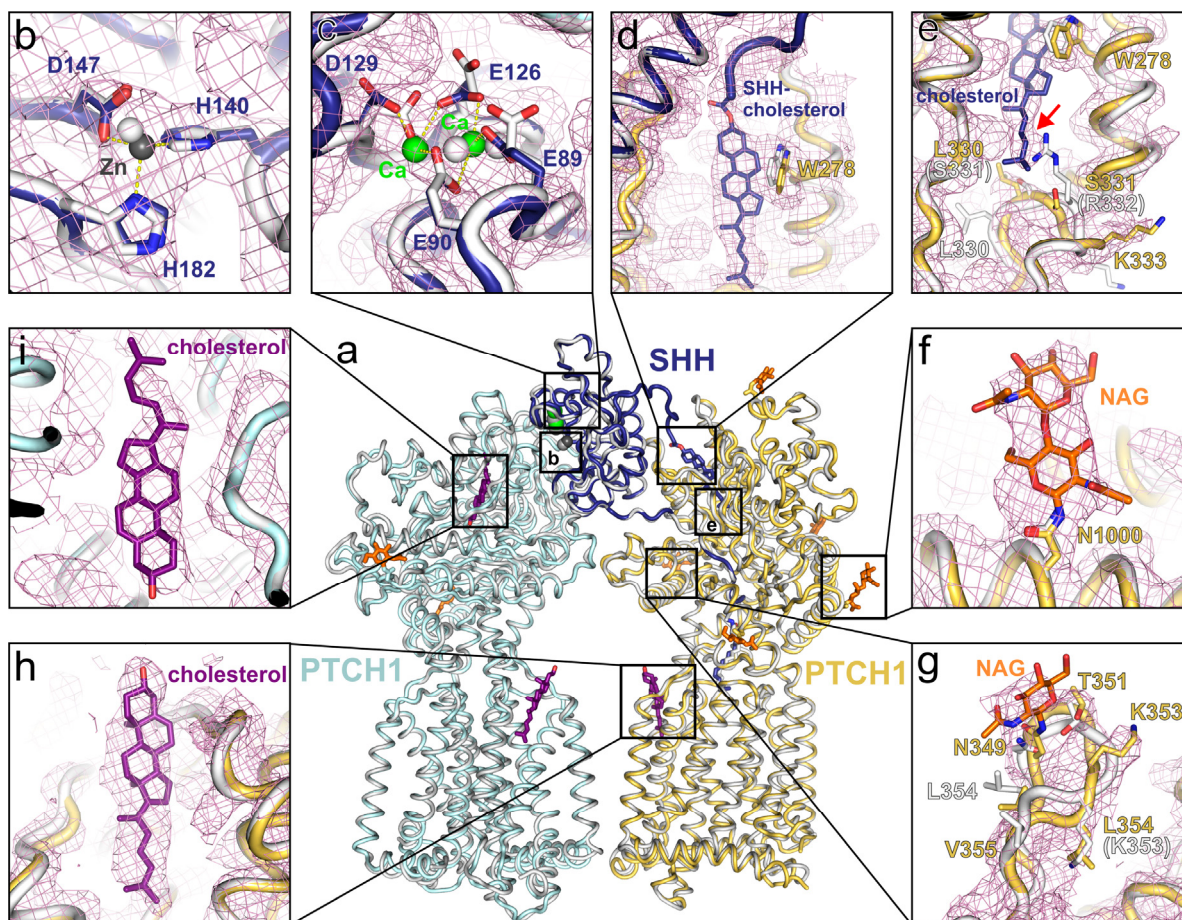 b
D147
H140
Zn
H182
c
D129
E126
Ca
Ca
E89
E90
d
SHH-
cholesterol
W278
e
W278
cholesterol
L330
(S331)
S331
(R332)
L330
K333
i
cholesterol
a
SHH
b
e
PTCH1
PTCH1
f
NAG
N1000
h
cholesterol
g
NAG
T351
K353
N349
L354
L354
(K353)
V355